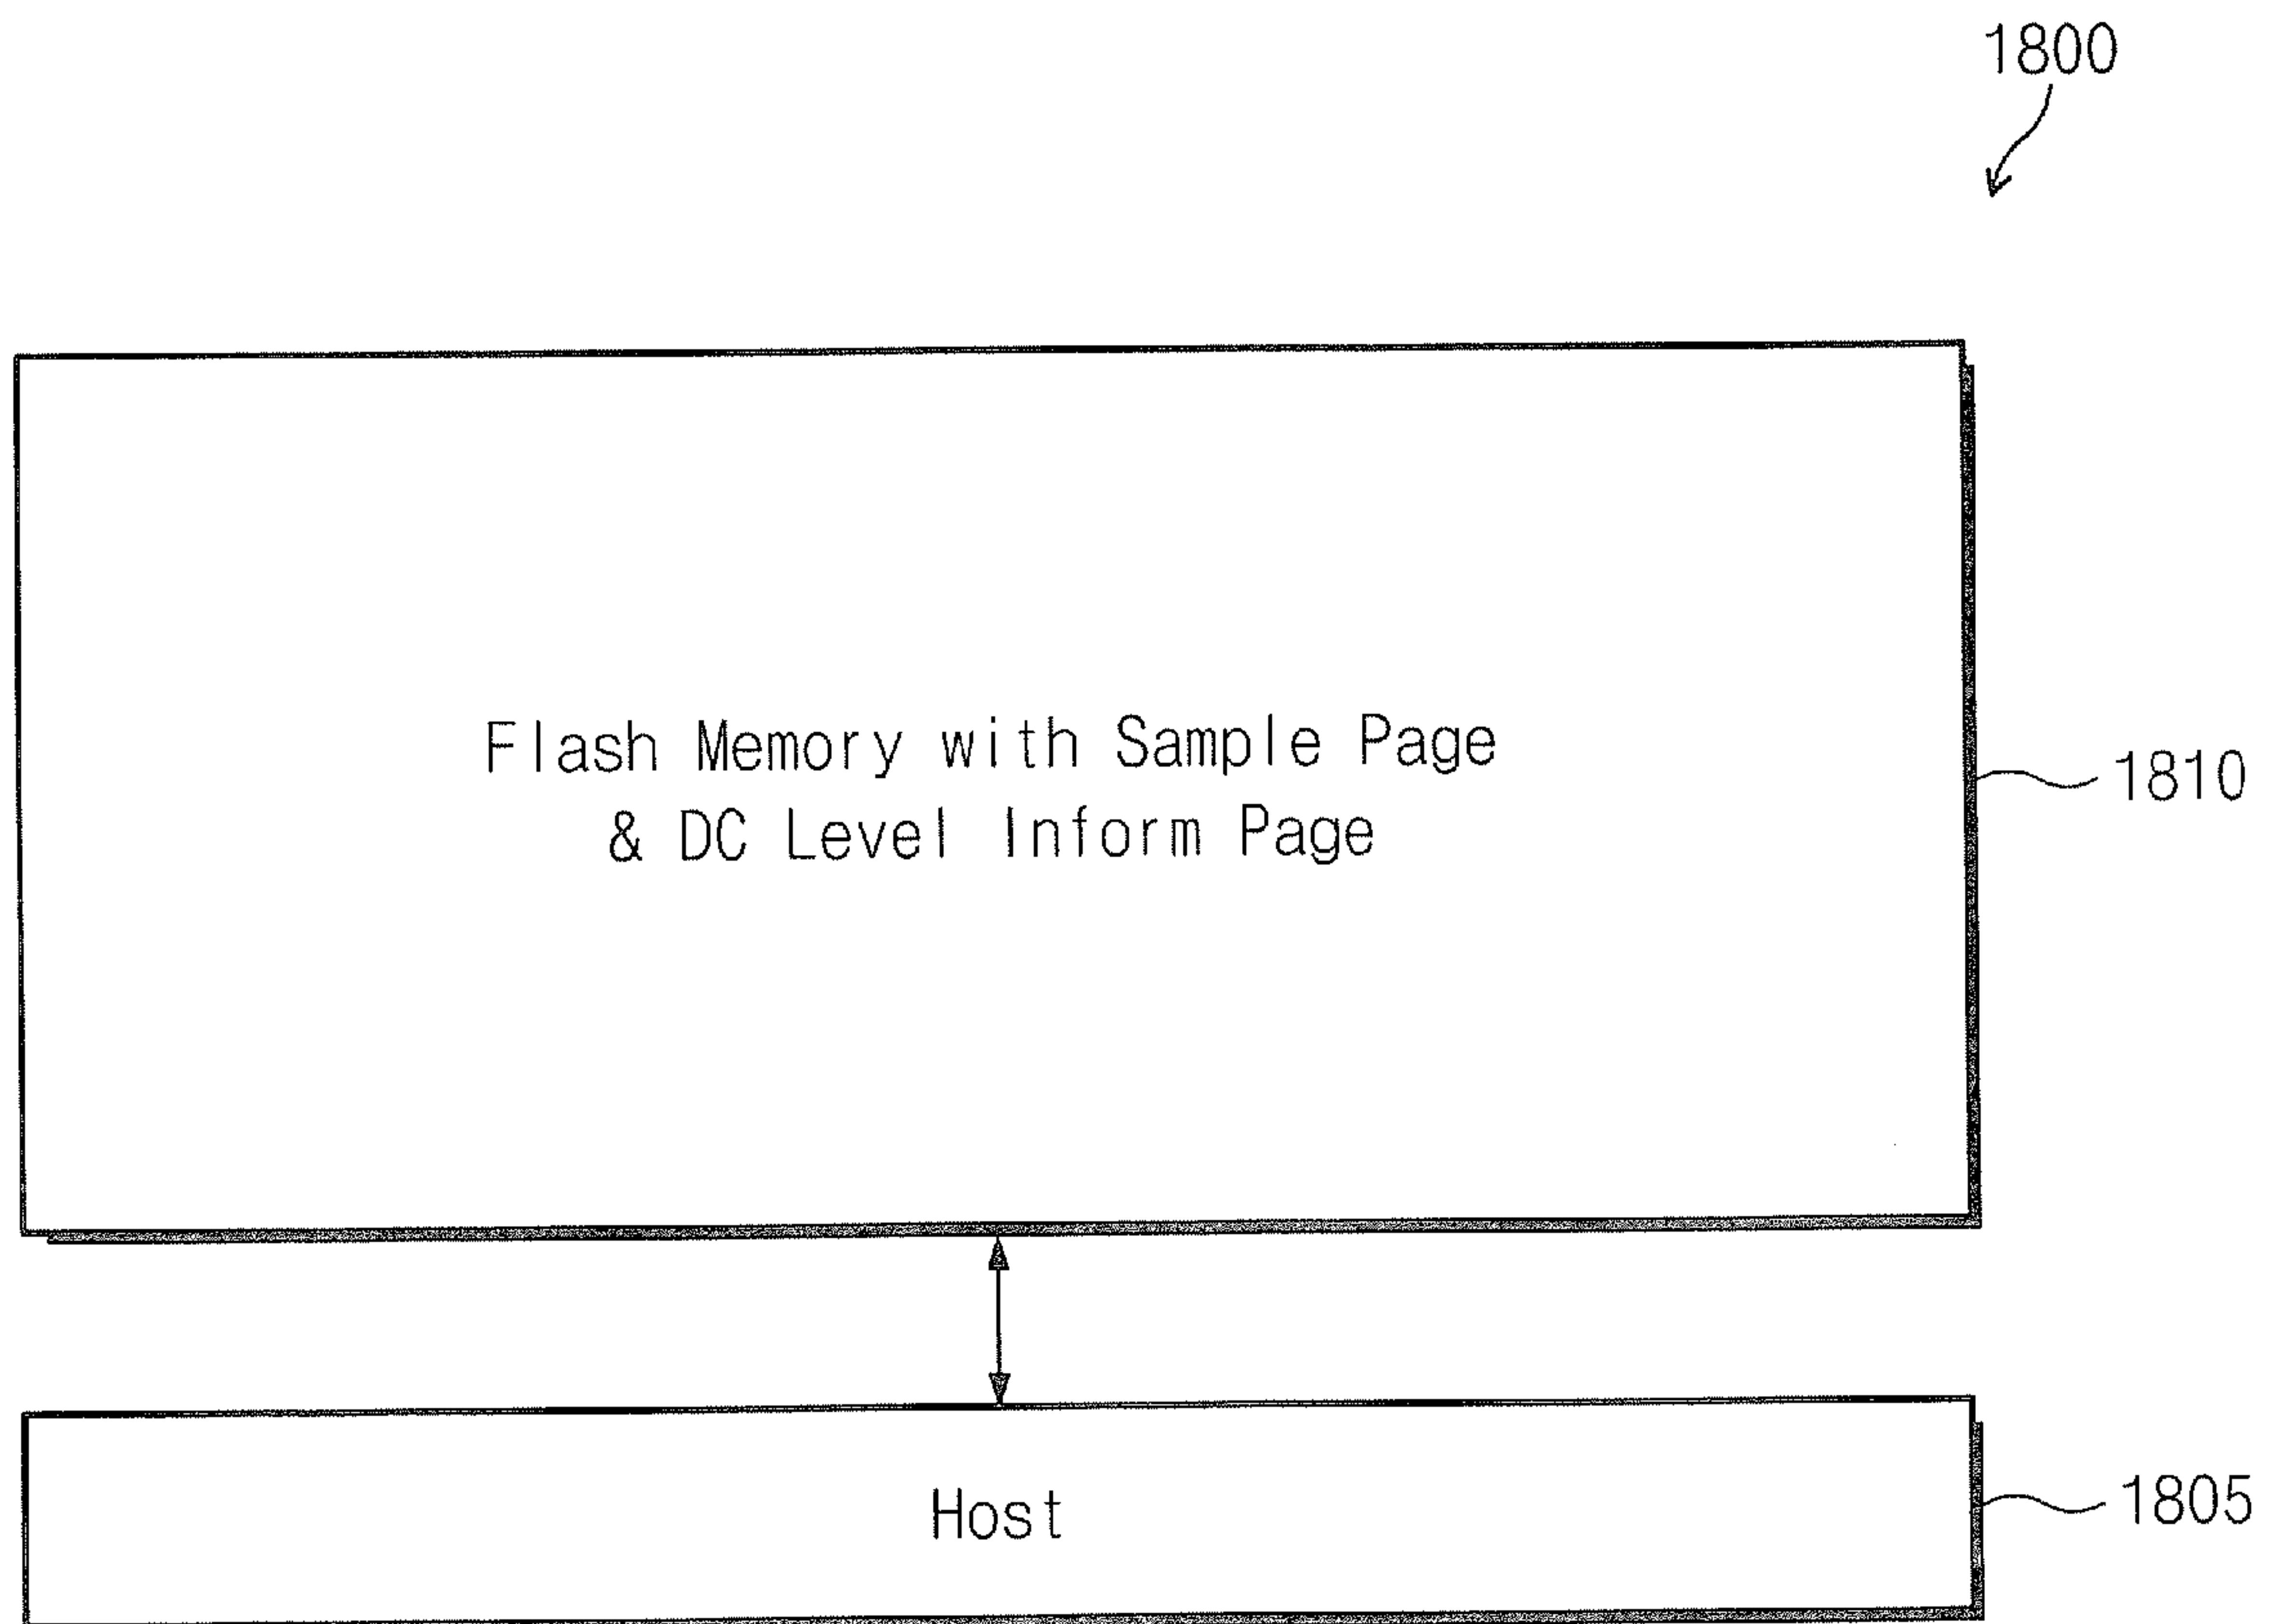 1800
Flash Memory with Sample Page
& DC Level Inform Page
1810
Host
1805